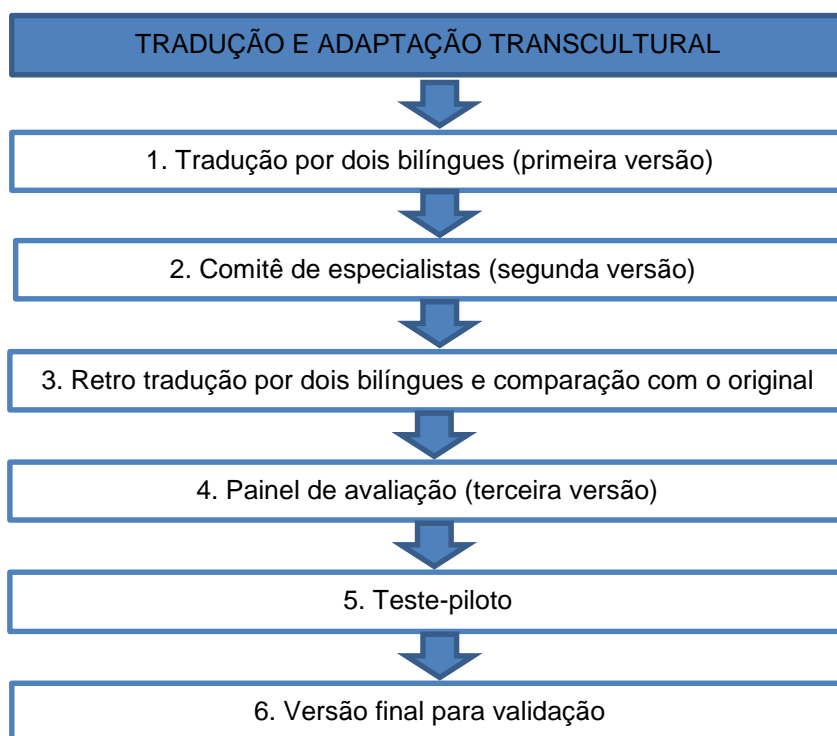 TRADUÇÃO E ADAPTAÇÃO TRANSCULTURAL
1. Tradução por dois bilíngues (primeira versão)
2. Comitê de especialistas (segunda versão)
3. Retro tradução por dois bilíngues e comparação com o original
4. Painel de avaliação (terceira versão)
5. Teste-piloto
6. Versão final para validação